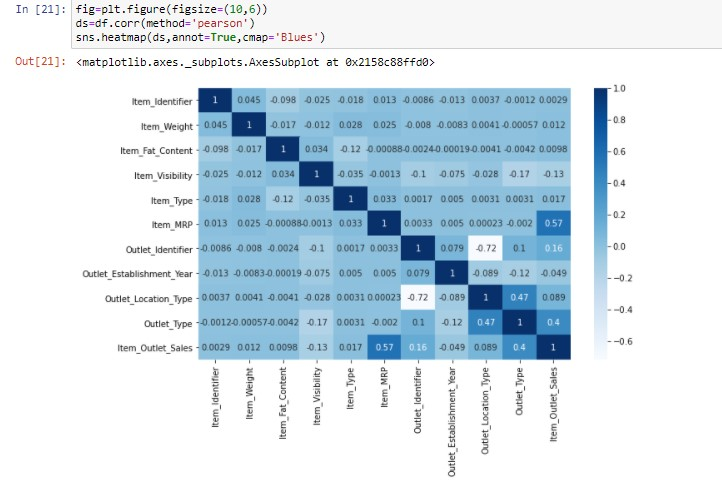 In [21]: fig=plt.figure(figsize=(10,6))
ds=df.corr(method='pearson')
sns.heatmap(ds,annot=True,cmap='Blues')
Out[21]: <matplotlib.axes._subplots.AxesSubplot at 0x2158c88ffd0>
Item_Identifier 1 0.045 -0.098 -0.025 -0.018 0.013 -0.0086 -0.013 0.0037 -0.0012 0.0029
Item_Weight 0.045 1 -0.017 -0.012 0.028 0.025 -0.008 -0.0083 0.0041 -0.00057 0.012
Item_Fat_Content -0.098 -0.017 1 0.034 -0.12 -0.00088 -0.0024 -0.00019 -0.0041 -0.0042 0.0098
Item_Visibility -0.025 -0.012 0.034 1 -0.035 -0.0013 -0.1 -0.075 -0.028 -0.17 -0.13
Item_Type -0.018 0.028 -0.12 -0.035 1 0.033 0.0017 0.005 0.0031 0.0031 0.017
Item_MRP 0.013 0.025 -0.00088 -0.0013 0.033 1 0.0033 0.005 0.00023 -0.002 0.57
Outlet_Identifier -0.0086 -0.008 -0.0024 -0.1 0.0017 0.0033 1 0.079 -0.72 0.1 0.16
Outlet_Establishment_Year -0.013 -0.0083 -0.00019 -0.075 0.005 0.005 0.079 1 -0.089 -0.12 -0.049
Outlet_Location_Type 0.0037 0.0041 -0.0041 -0.028 0.0031 0.00023 -0.72 -0.089 1 0.47 0.089
Outlet_Type -0.0012 -0.00057 -0.0042 -0.17 0.0031 -0.002 0.1 -0.12 0.47 1 0.4
Item_Outlet_Sales 0.0029 0.012 0.0098 -0.13 0.017 0.57 0.16 -0.049 0.089 0.4 1
Item_Identifier
Item_Weight
Item_Fat_Content
Item_Visibility
Item_Type
Item_MRP
Outlet_Identifier
Outlet_Establishment_Year
Outlet_Location_Type
Outlet_Type
Item_Outlet_Sales
1.0
0.8
0.6
0.4
0.2
0.0
-0.2
-0.4
-0.6